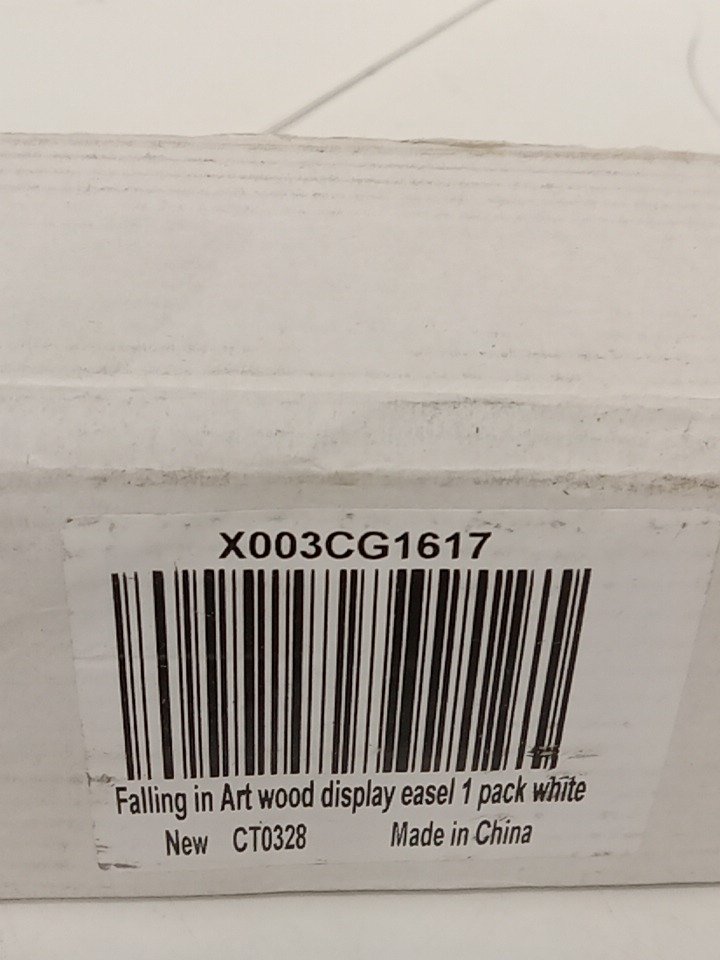 X003CG1617
Falling in Art wood display easel 1 pack white
New CT0328 Made in China